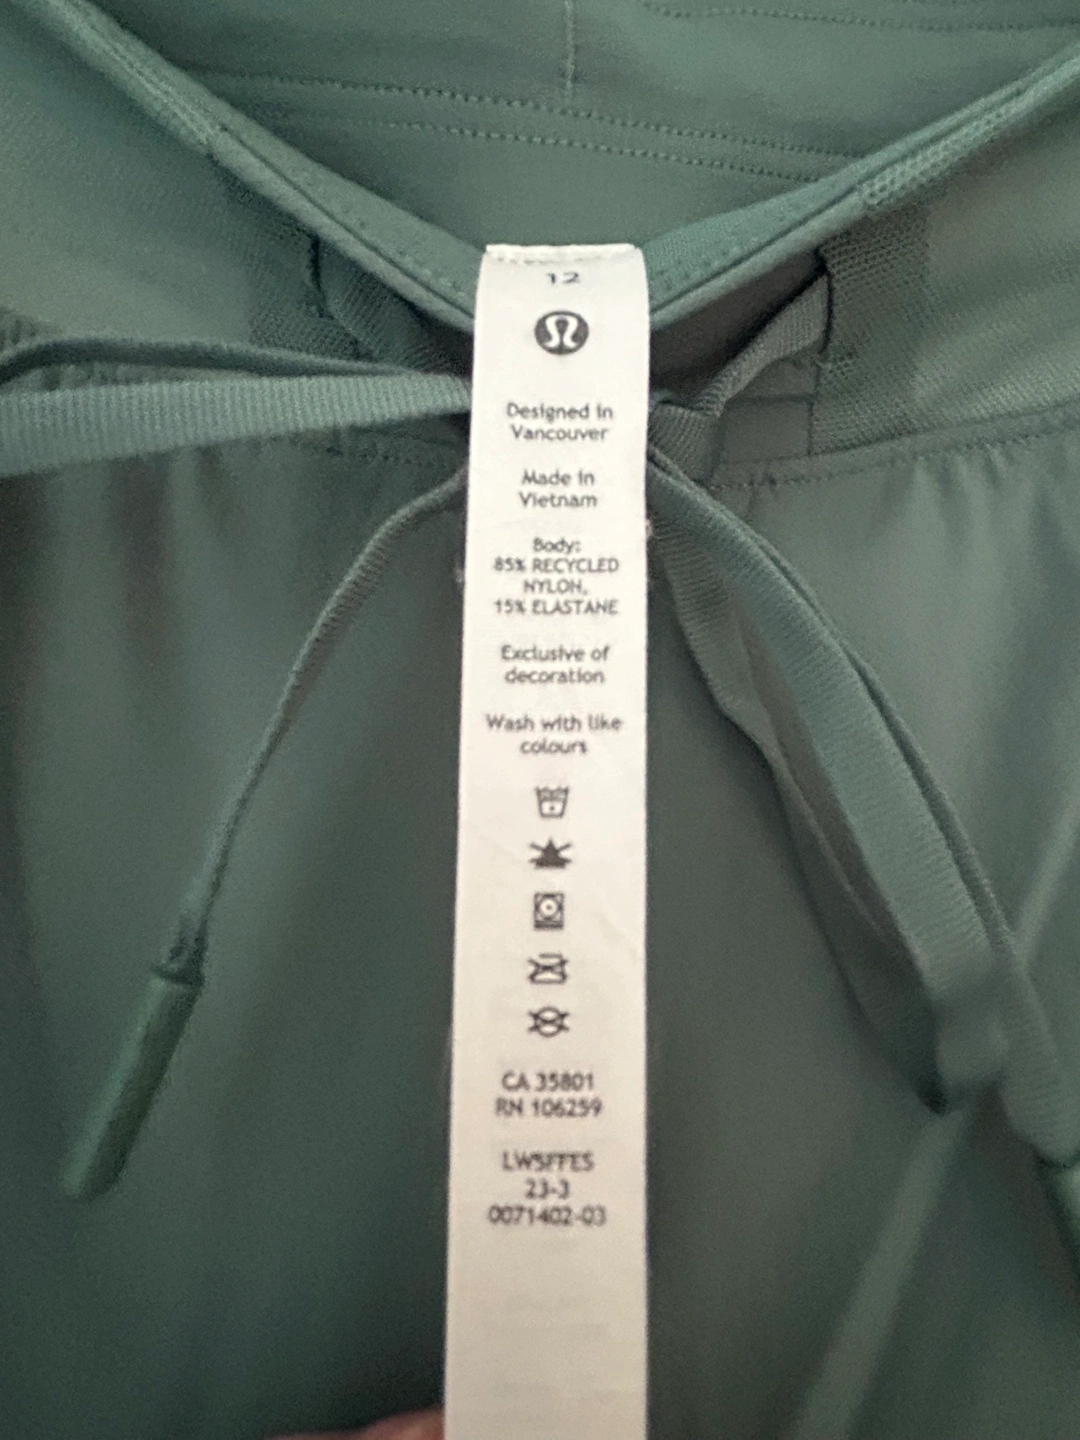 12
Designed in
Vancouver
Made in
Vietnam
Body:
85% RECYCLED
NYLON,
15% ELASTANE
Exclusive of
decoration
Wash with like
colours
CA 35801
RN 106259
LW5FFES
23-3
0071402-03